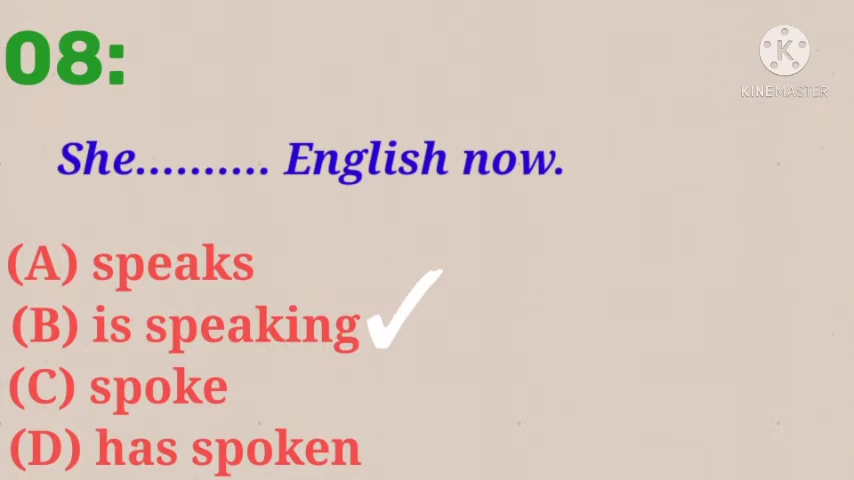 08:
KINEMASTER
She.......... English now.
(A) speaks
(B) is speaking
(C) spoke
(D) has spoken